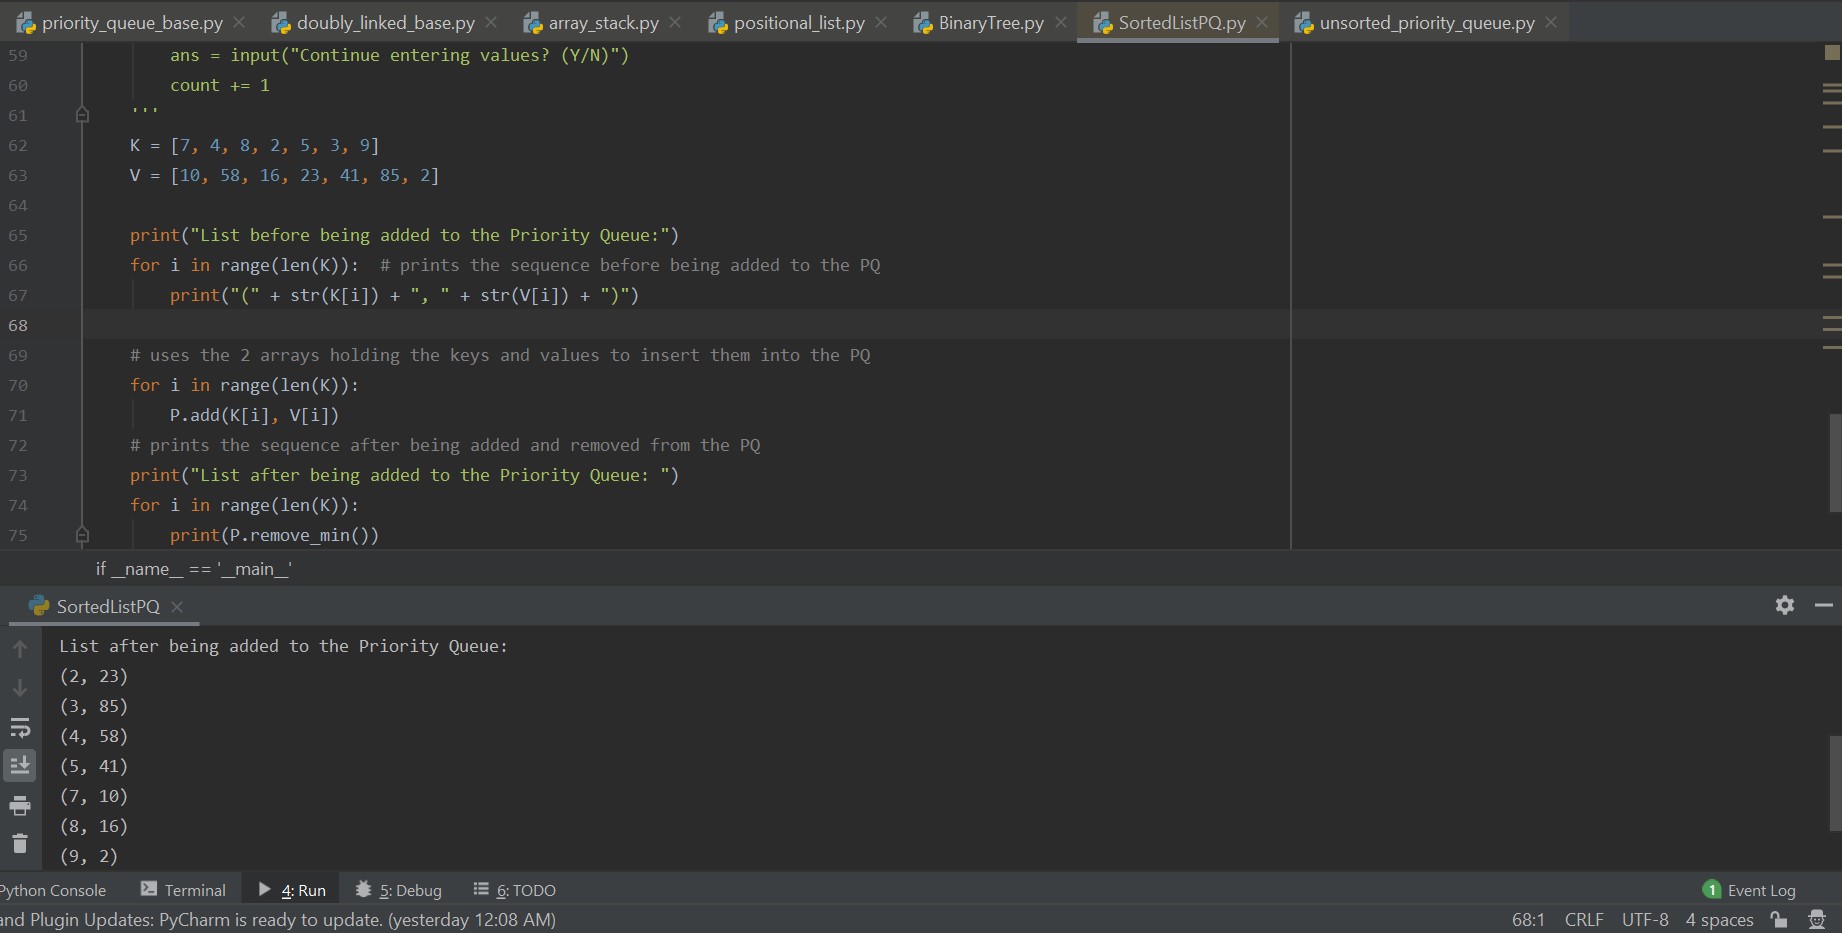 priority_queue_base.py doubly_linked_base.py array_stack.py positional_list.py BinaryTree.py SortedListPQ.py unsorted_priority_queue.py
59 ans = input("Continue entering values? (Y/N)")
60 count += 1
61 '''
62 K = [7, 4, 8, 2, 5, 3, 9]
63 V = [10, 58, 16, 23, 41, 85, 2]
64
65 print("List before being added to the Priority Queue:")
66 for i in range(len(K)):  # prints the sequence before being added to the PQ
67 print("(" + str(K[i]) + ", " + str(V[i]) + ")")
68
69 # uses the 2 arrays holding the keys and values to insert them into the PQ
70 for i in range(len(K)):
71 P.add(K[i], V[i])
72 # prints the sequence after being added and removed from the PQ
73 print("List after being added to the Priority Queue: ")
74 for i in range(len(K)):
75 print(P.remove_min())
if __name__ == '__main__'
SortedListPQ
List after being added to the Priority Queue:
(2, 23)
(3, 85)
(4, 58)
(5, 41)
(7, 10)
(8, 16)
(9, 2)
Python Console Terminal 4: Run 5: Debug 6: TODO 1 Event Log
and Plugin Updates: PyCharm is ready to update. (yesterday 12:08 AM) 68:1 CRLF UTF-8 4 spaces